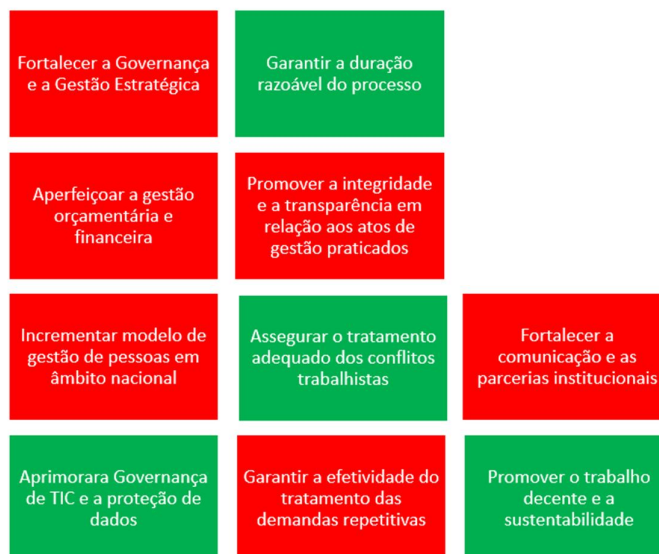 Fortalecer a Governança
e a Gestão Estratégica
Garantir a duração
razoável do processo
Aperfeiçoar a gestão
orçamentária e
financeira
Promover a integridade
e a transparência em
relação aos atos de
gestão praticados
Incrementar modelo de
gestão de pessoas em
âmbito nacional
Assegurar o tratamento
adequado dos conflitos
trabalhistas
Fortalecer a
comunicação e as
parcerias institucionais
Aprimorara Governança
de TIC e a proteção de
dados
Garantir a efetividade do
tratamento das
demandas repetitivas
Promover o trabalho
decente e a
sustentabilidade